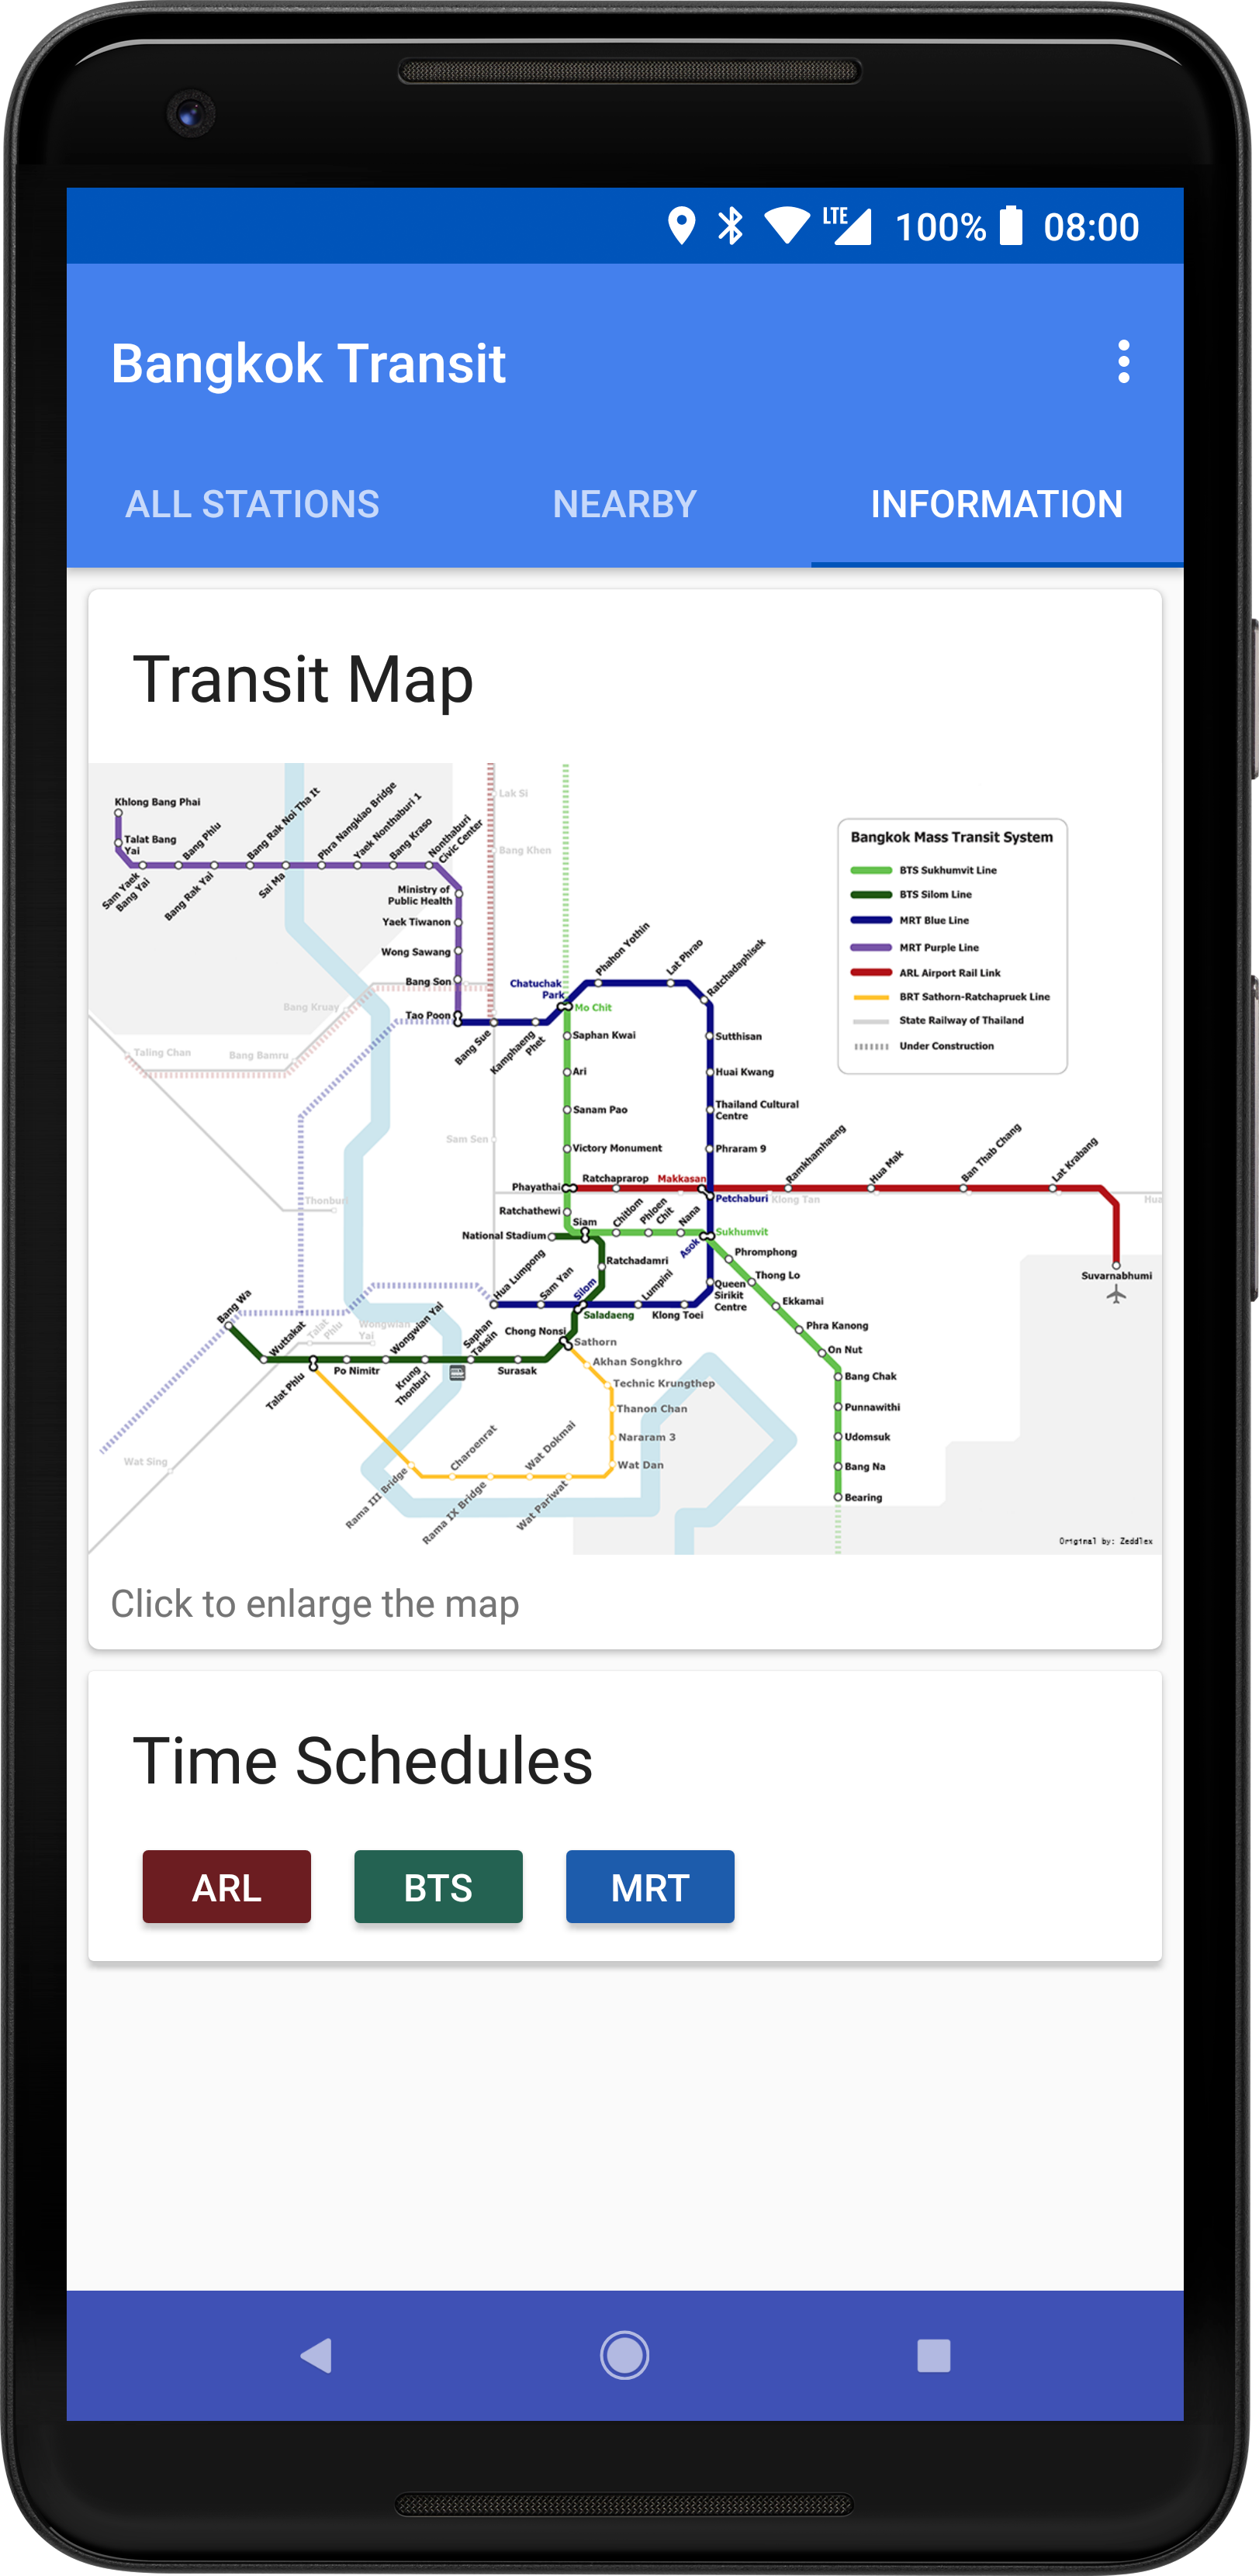 LTE 100% 08:00
Bangkok Transit
ALL STATIONS
NEARBY
INFORMATION
Transit Map
Khlong Bang Phai
Talat Bang
Yai
Sam Yaek
Bang Yai
Bang Phlu
Bang Rak Yai
Bang Rak Noi Tha It
Sai Ma
Phra Nangklao Bridge
Yaek Nonthaburi 1
Bang Kraso
Nonthaburi
Civic Center
Ministry of
Public Health
Yaek Tiwanon
Wong Sawang
Bang Son
Tao Poon
Lak Si
Bang Khen
Bang Kruay
Taling Chan
Bang Bamru
Bang Sue
Kamphaeng
Phet
Chatuchak
Park
Mo Chit
Phahon Yothin
Lat Phrao
Ratchadaphisek
Bangkok Mass Transit System
BTS Sukhumvit Line
BTS Silom Line
MRT Blue Line
MRT Purple Line
ARL Airport Rail Link
BRT Sathorn-Ratchapruek Line
State Railway of Thailand
Under Construction
Saphan Kwai
Ari
Sanam Pao
Victory Monument
Sutthisan
Huai Kwang
Thailand Cultural
Centre
Phraram 9
Sam Sen
Phayathai
Ratchaprarop
Makkasan
Petchaburi
Ramkhamhaeng
Hua Mak
Ban Thab Chang
Lat Krabang
Klong Tan
Hua
Suvarnabhumi
Thonburi
Ratchathewi
National Stadium
Siam
Chitlom
Phloen
Chit
Nana
Sukhumvit
Asok
Ratchadamri
Hua Lumpong
Sam Yan
Silom
Saladaeng
Lumpini
Klong Toei
Queen
Sirikit
Centre
Phromphong
Thong Lo
Ekkamai
Phra Kanong
On Nut
Bang Chak
Punnawithi
Udomsuk
Bang Na
Bearing
Bang Wa
Wuttakat
Talat
Phlu
Wongwian
Yai
Talat Phlu
Po Nimitr
Wongwian Yai
Krung
Thonburi
Saphan
Taksin
Surasak
Chong Nonsi
Sathorn
Akhan Songkhro
Technic Krungthep
Thanon Chan
Nararam 3
Wat Dan
Wat Pariwat
Wat Dokmai
Rama IX Bridge
Charoenrat
Rama III Bridge
Wat Sing
Original by: Zeddlex
Click to enlarge the map
Time Schedules
ARL
BTS
MRT